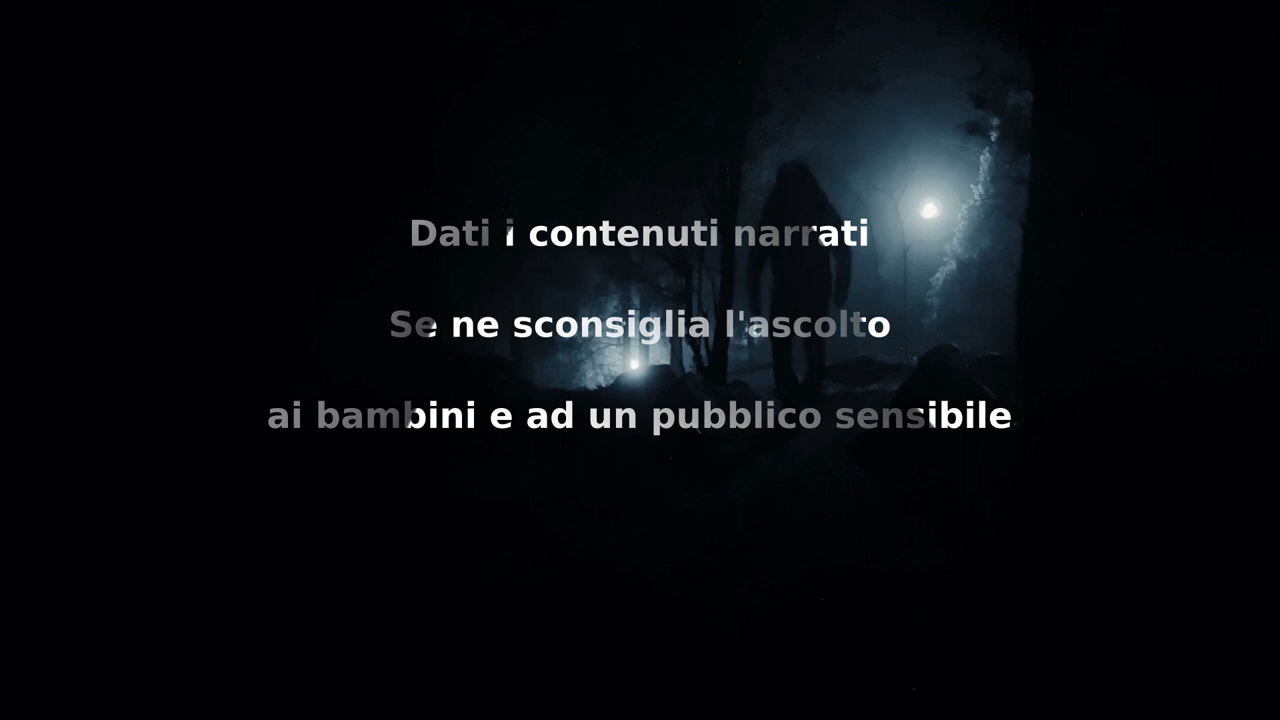 Dati i contenuti narrati
Se ne sconsiglia l'ascolto
ai bambini e ad un pubblico sensibile